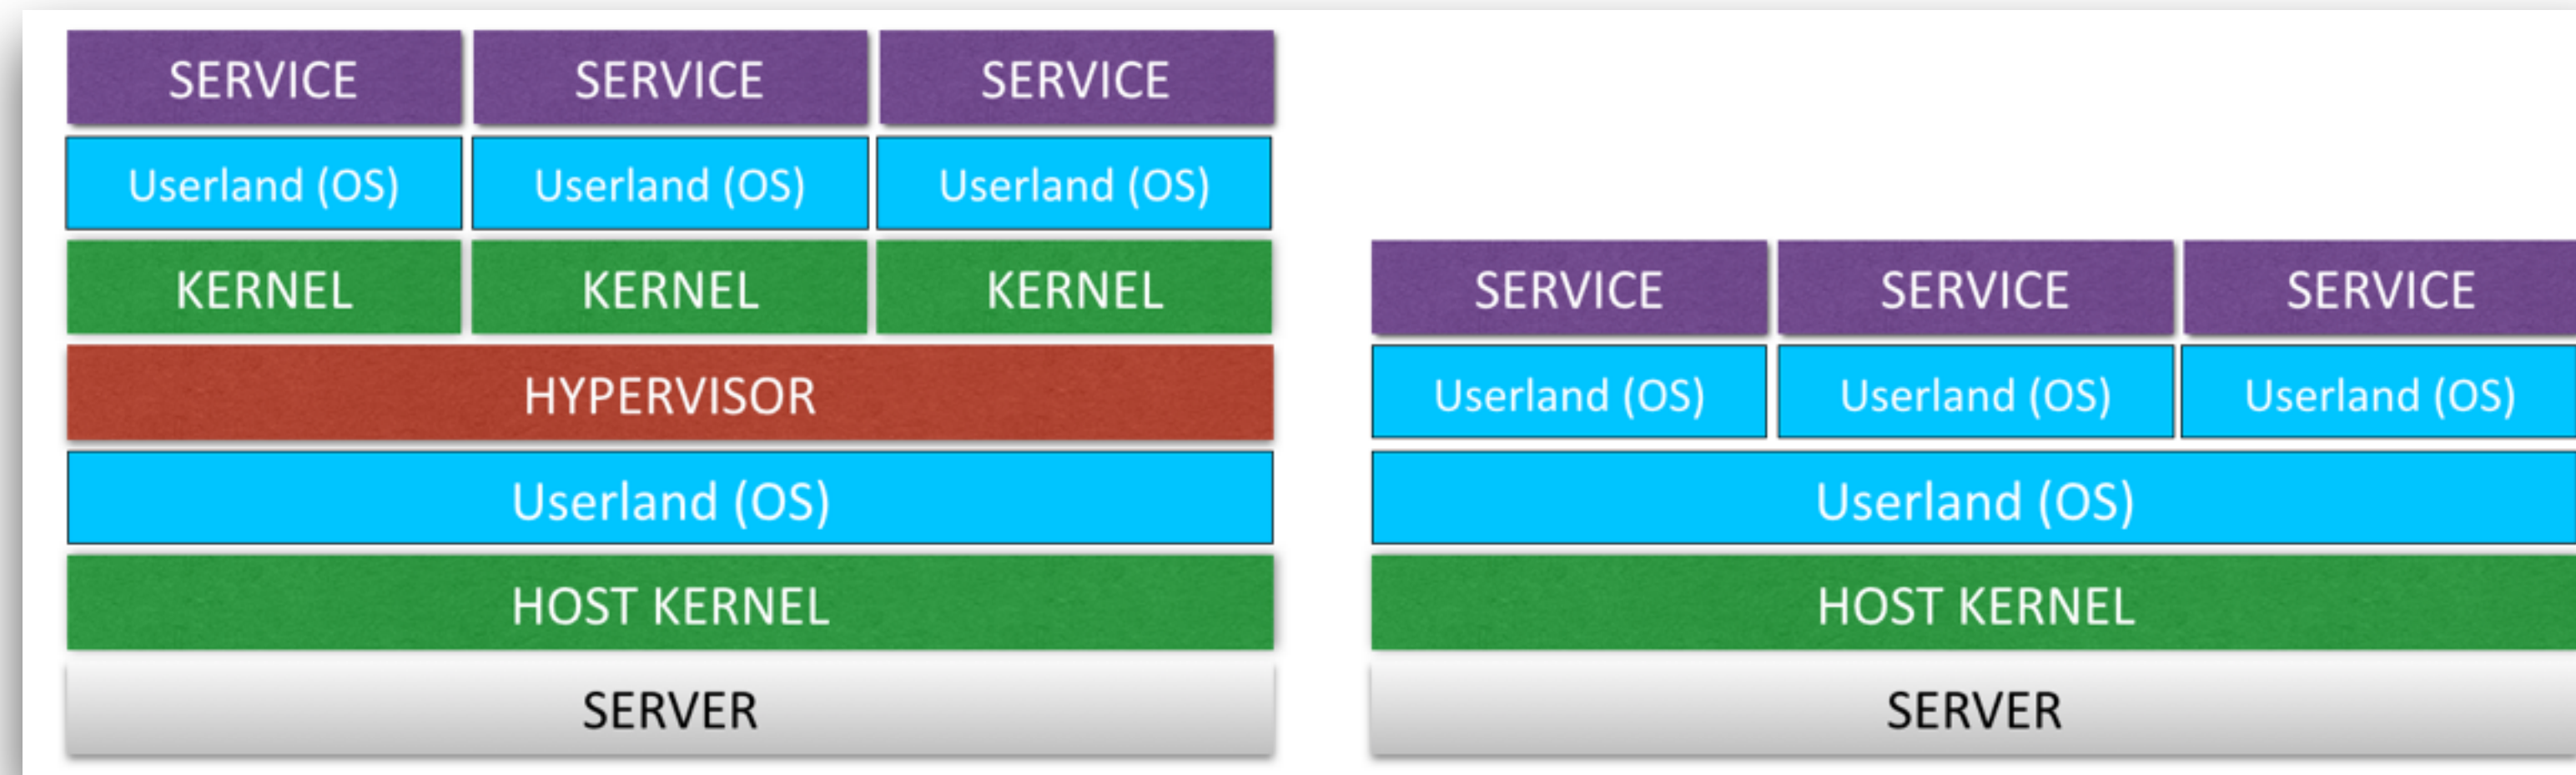 SERVICE SERVICE SERVICE
Userland (OS) Userland (OS) Userland (OS)
KERNEL KERNEL KERNEL
HYPERVISOR
Userland (OS)
HOST KERNEL
SERVER
SERVICE SERVICE SERVICE
Userland (OS) Userland (OS) Userland (OS)
Userland (OS)
HOST KERNEL
SERVER